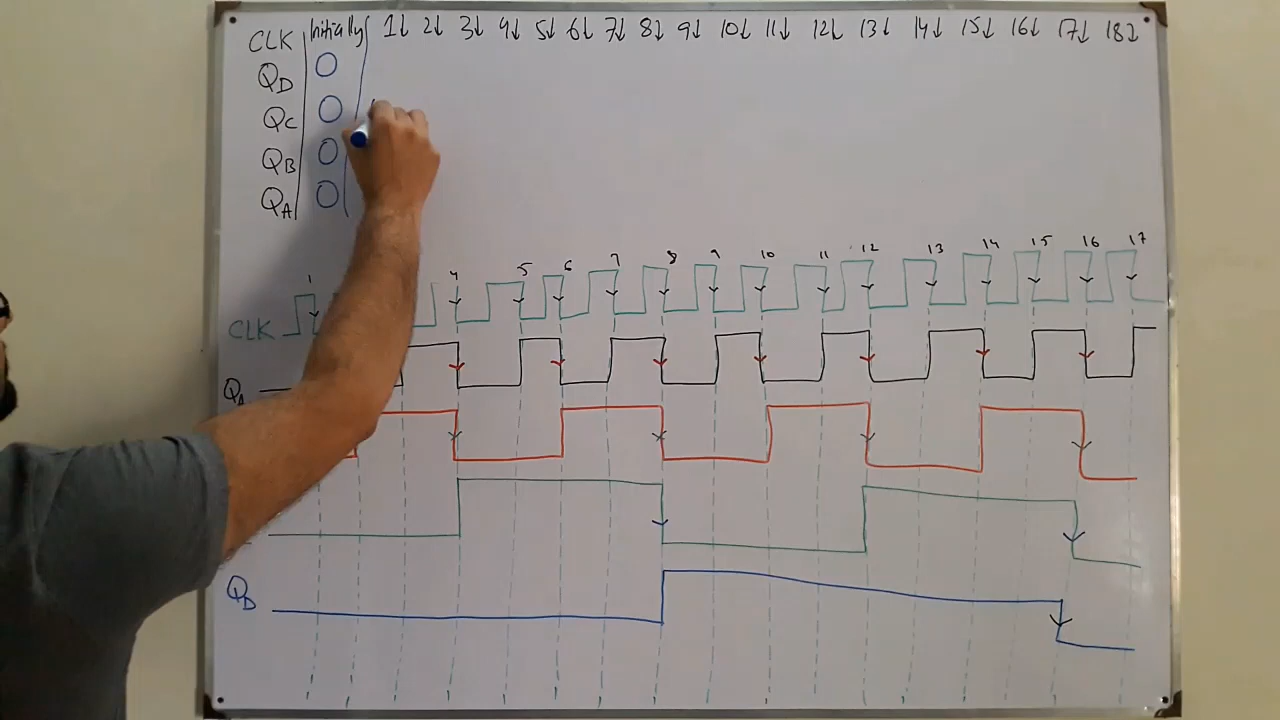 CLK Initially 1↓ 2↓ 3↓ 4↓ 5↓ 6↓ 7↓ 8↓ 9↓ 10↓ 11↓ 12↓ 13↓ 14↓ 15↓ 16↓ 17↓ 18↓
QD 0
QC 0
QB 0
QA 0
1 4 5 6 7 8 9 10 11 12 13 14 15 16 17
CLK
QA
QD